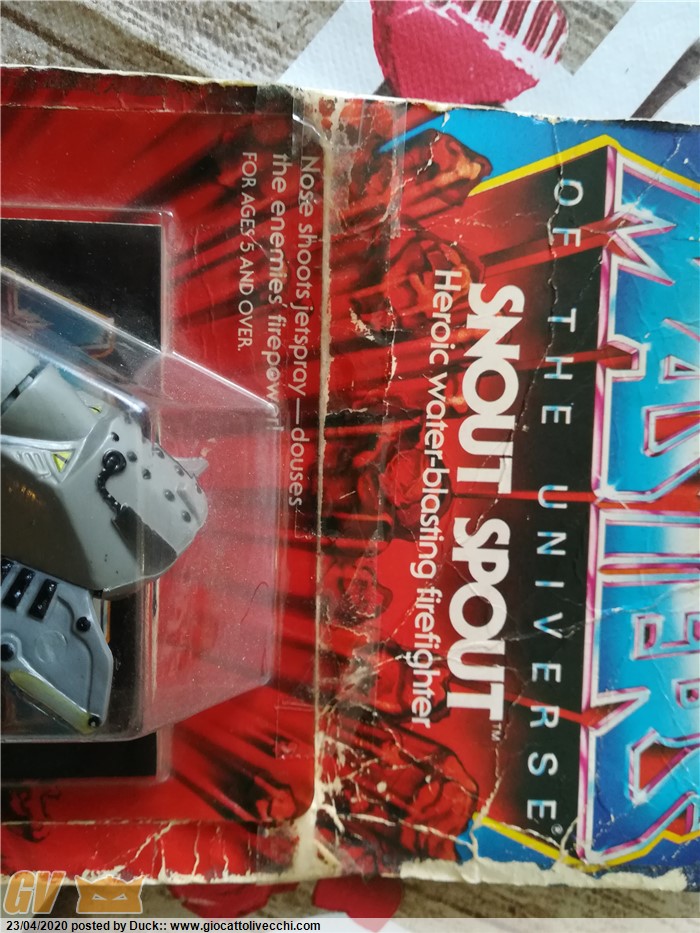 MASTERS
OF THE UNIVERSE®
SNOUT SPOUT™
Heroic water-blasting firefighter
Nose shoots jetspray—douses
the enemies firepower!
FOR AGES 5 AND OVER.
GV
23/04/2020 posted by Duck:: www.giocattolivecchi.com